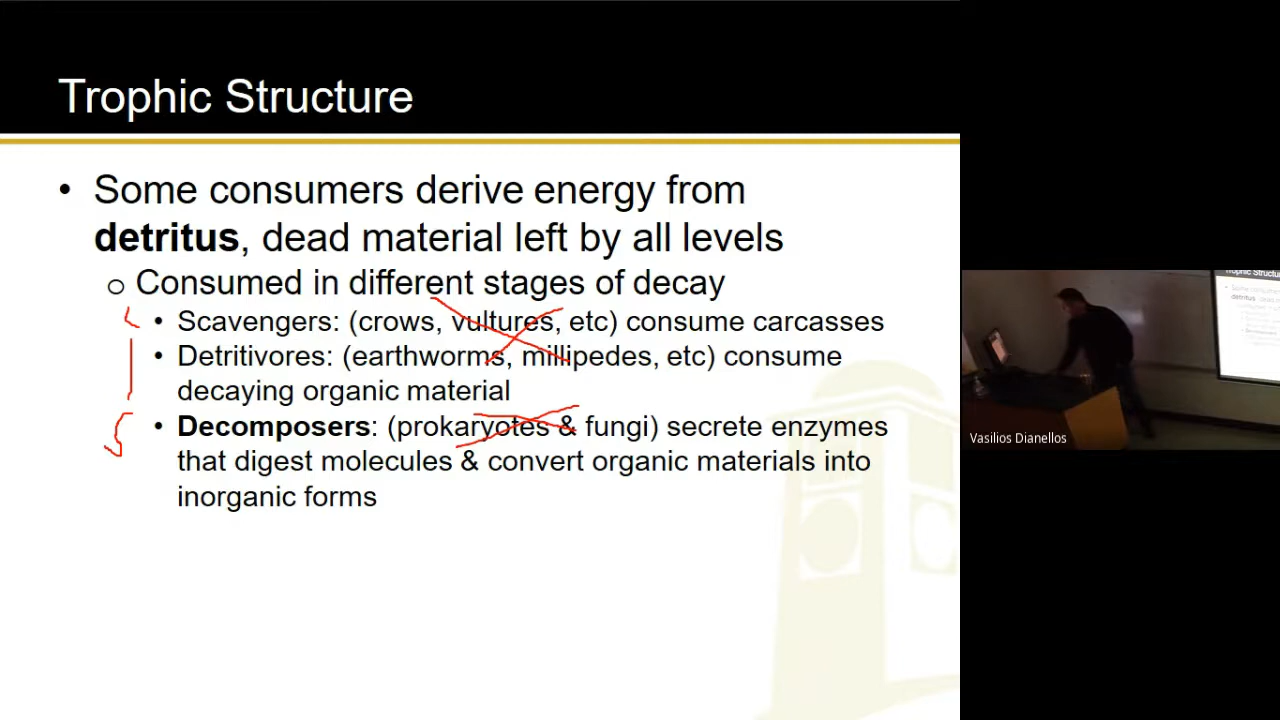 Trophic Structure
• Some consumers derive energy from
detritus, dead material left by all levels
o Consumed in different stages of decay
• Scavengers: (crows, vultures, etc) consume carcasses
• Detritivores: (earthworms, millipedes, etc) consume
decaying organic material
• Decomposers: (prokaryotes & fungi) secrete enzymes
that digest molecules & convert organic materials into
inorganic forms
Vasilios Dianellos